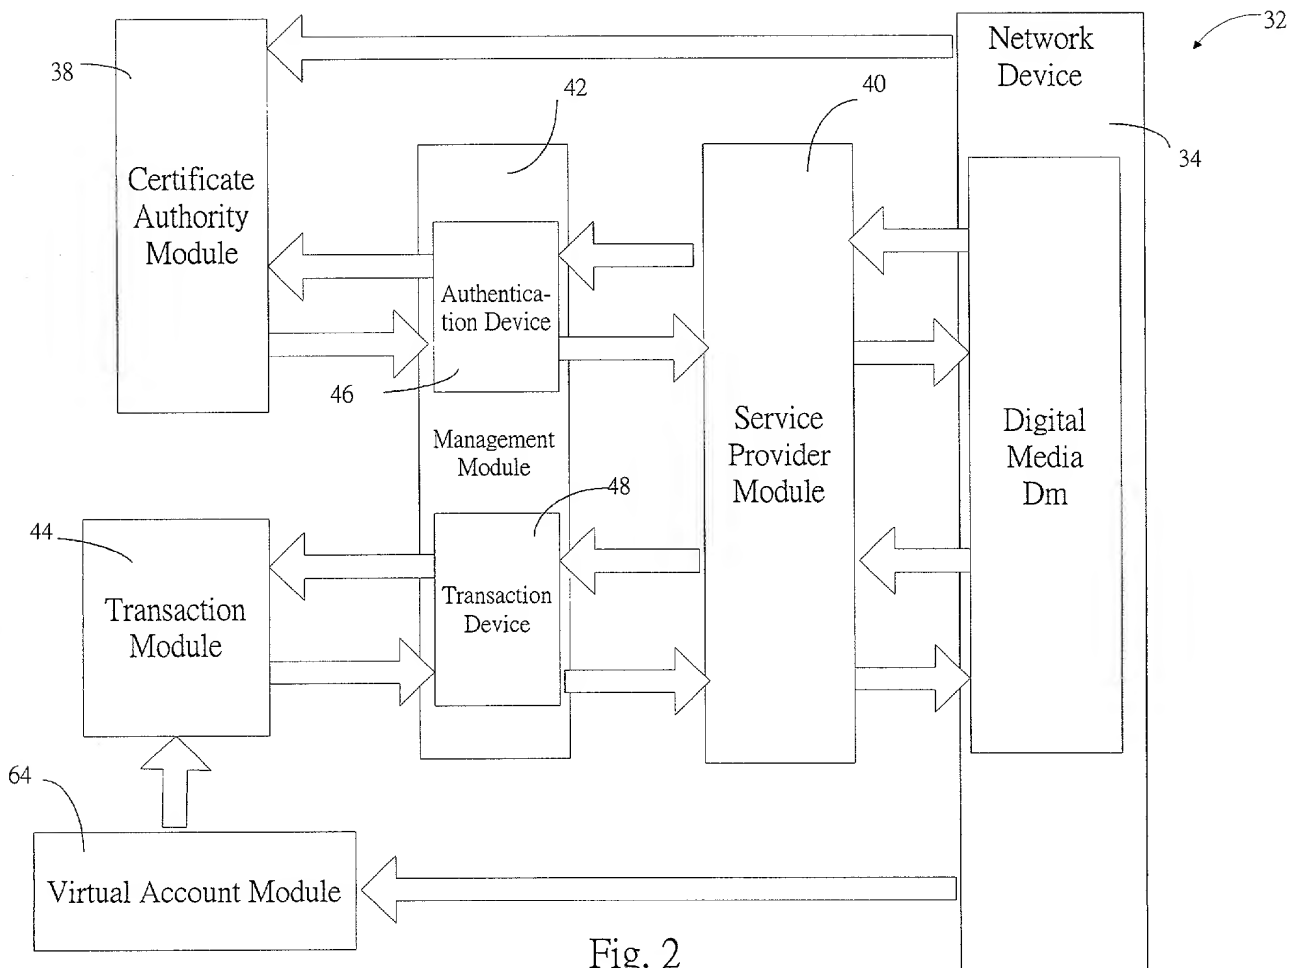 32
Network
Device
38
42
40
34
Certificate
Authority
Module
Authentica-
tion Device
46
Management
Module
Service
Provider
Module
Digital
Media
Dm
48
44
Transaction
Module
Transaction
Device
64
Virtual Account Module
Fig. 2